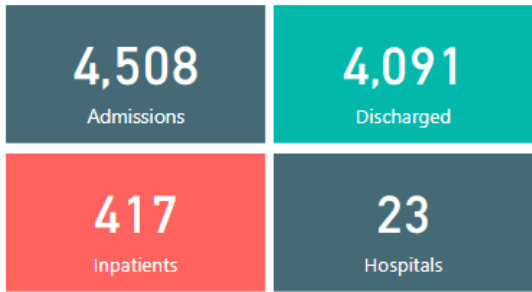 4,508
Admissions
4,091
Discharged
417
Inpatients
23
Hospitals